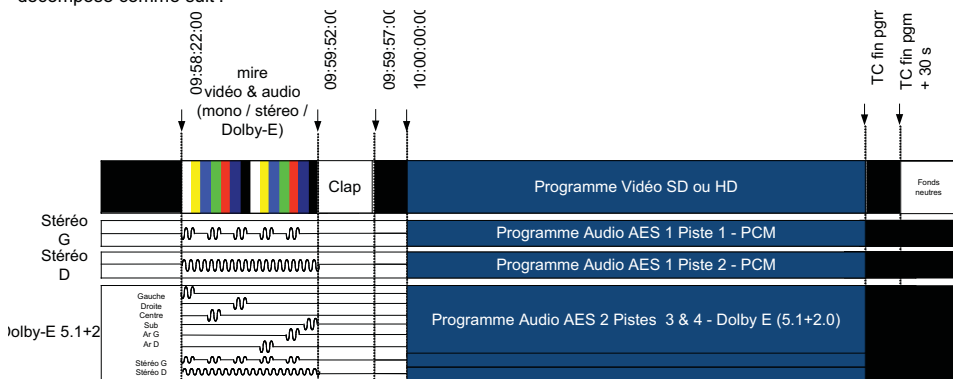 décompose comme suit :
09:58:22:00
mire
vidéo & audio
(mono / stéreo /
Dolby-E)
09:59:52:00
09:59:57:00
10:00:00:00
TC fin pgm
TC fin pgm
+ 30 s
Clap
Programme Vidéo SD ou HD
Fonds
neutres
Stéréo
G
Programme Audio AES 1 Piste 1 - PCM
Stéréo
D
Programme Audio AES 1 Piste 2 - PCM
Dolby-E 5.1+2
Gauche
Droite
Centre
Sub
Ar G
Ar D
Stéréo G
Stéréo D
Programme Audio AES 2 Pistes 3 & 4 - Dolby E (5.1+2.0)